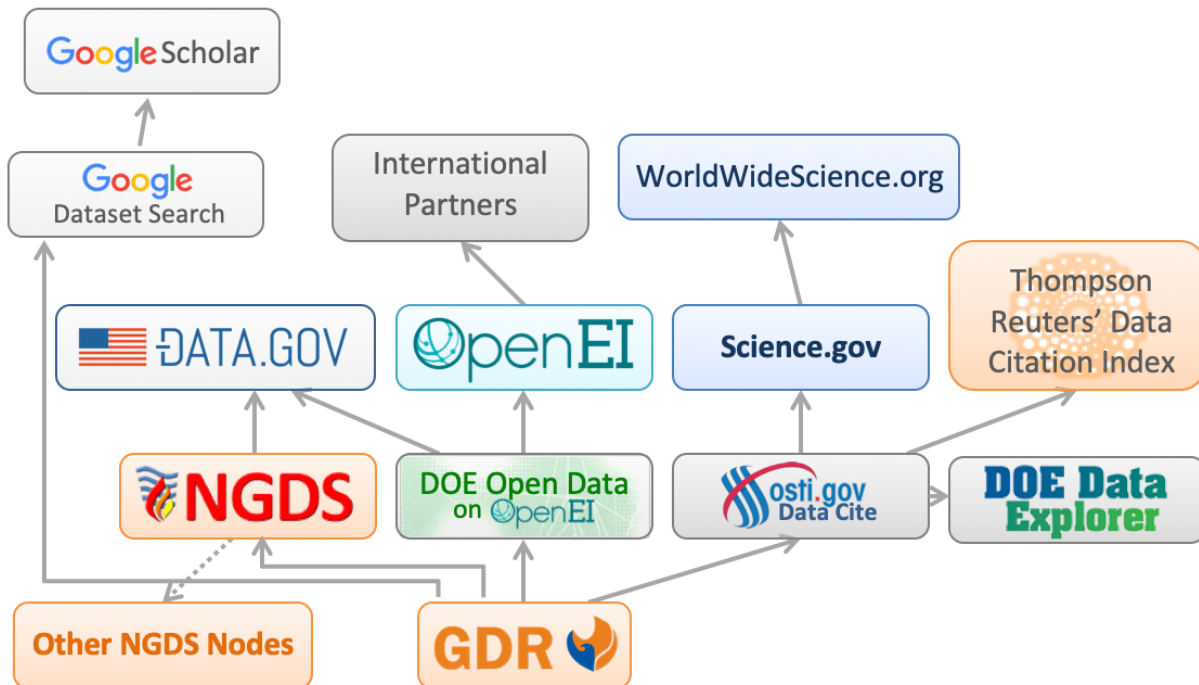 Google Scholar
Google
Dataset Search
International
Partners
WorldWideScience.org
Thompson
Reuters’ Data
Citation Index
DATA.GOV
OpenEI
Science.gov
NGDS
DOE Open Data
on OpenEI
osti.gov
Data Cite
DOE Data
Explorer
Other NGDS Nodes
GDR